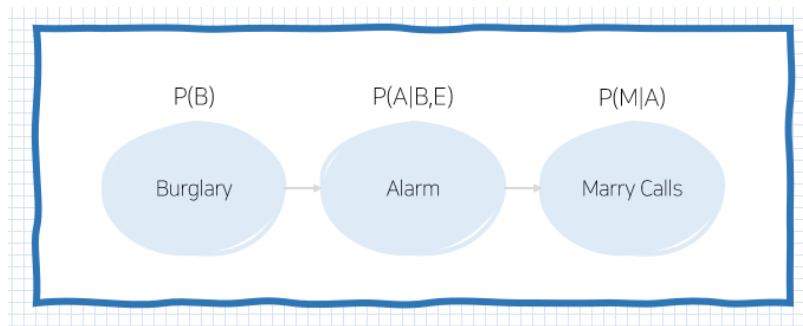 P(B)
P(A|B,E)
P(M|A)
Burglary
Alarm
Marry Calls